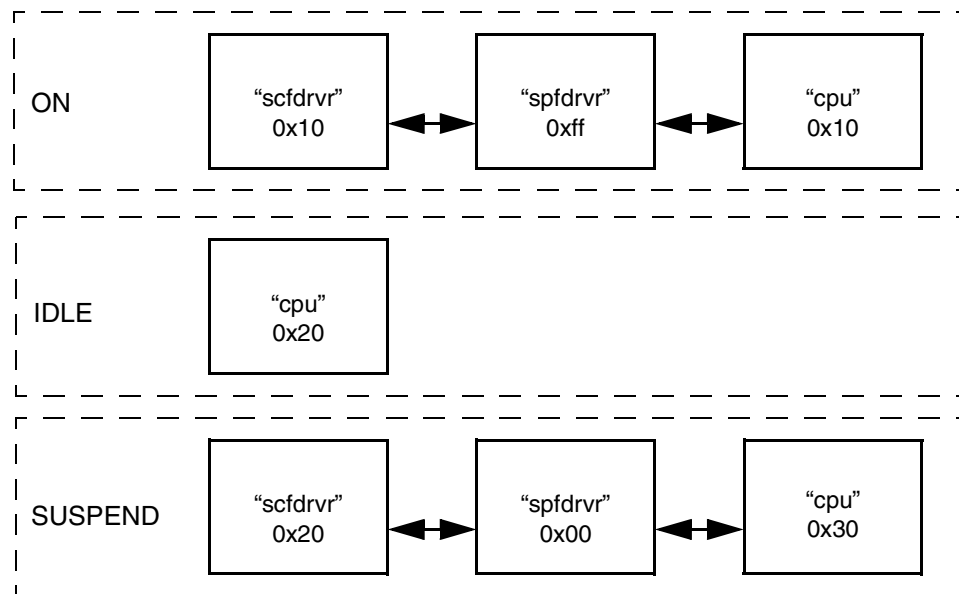 ON
“scfdrvr”
0x10
“spfdrvr”
0xff
“cpu”
0x10
IDLE
“cpu”
0x20
SUSPEND
“scfdrvr”
0x20
“spfdrvr”
0x00
“cpu”
0x30